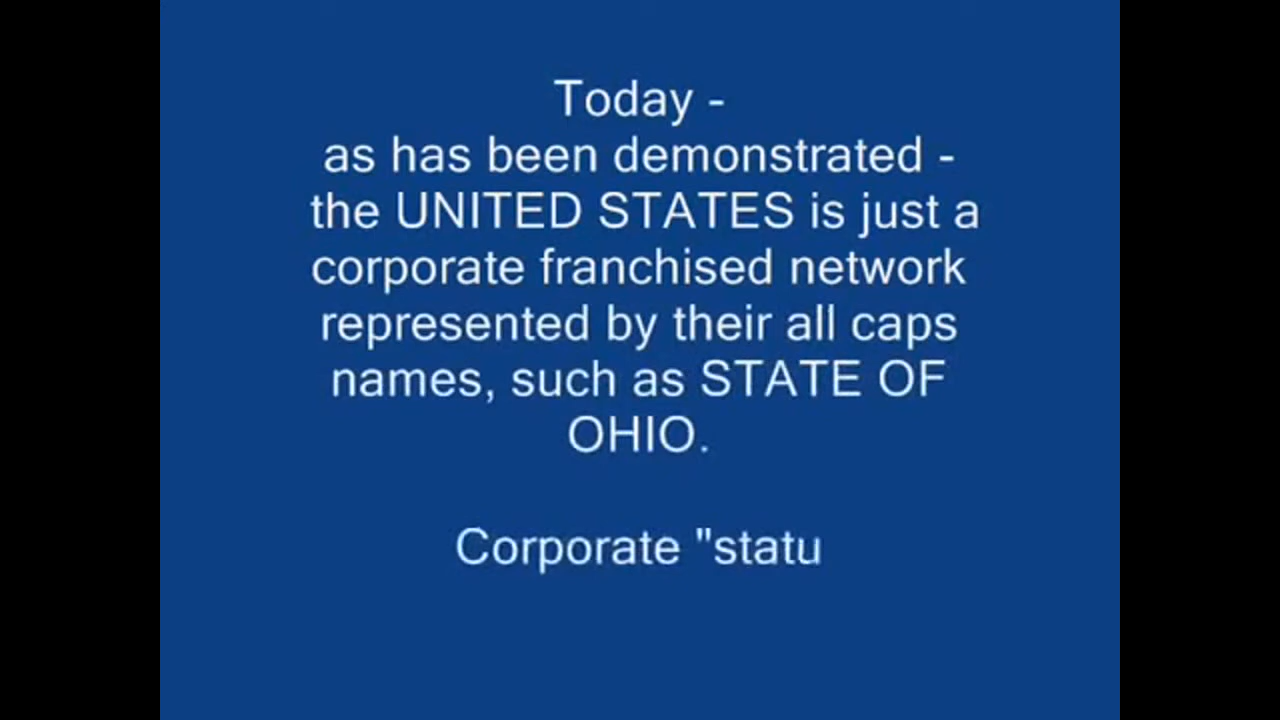 Today -
as has been demonstrated -
the UNITED STATES is just a
corporate franchised network
represented by their all caps
names, such as STATE OF
OHIO.
Corporate "statu